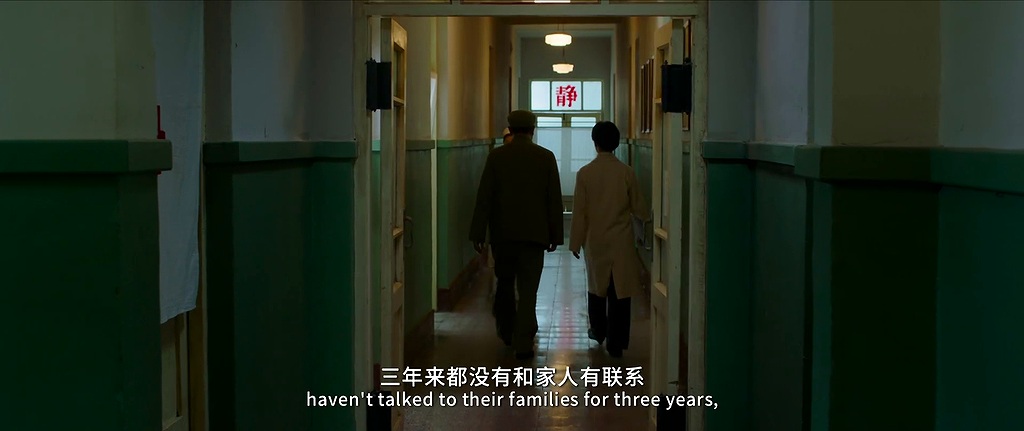 静
三年来都没有和家人有联系
haven't talked to their families for three years,